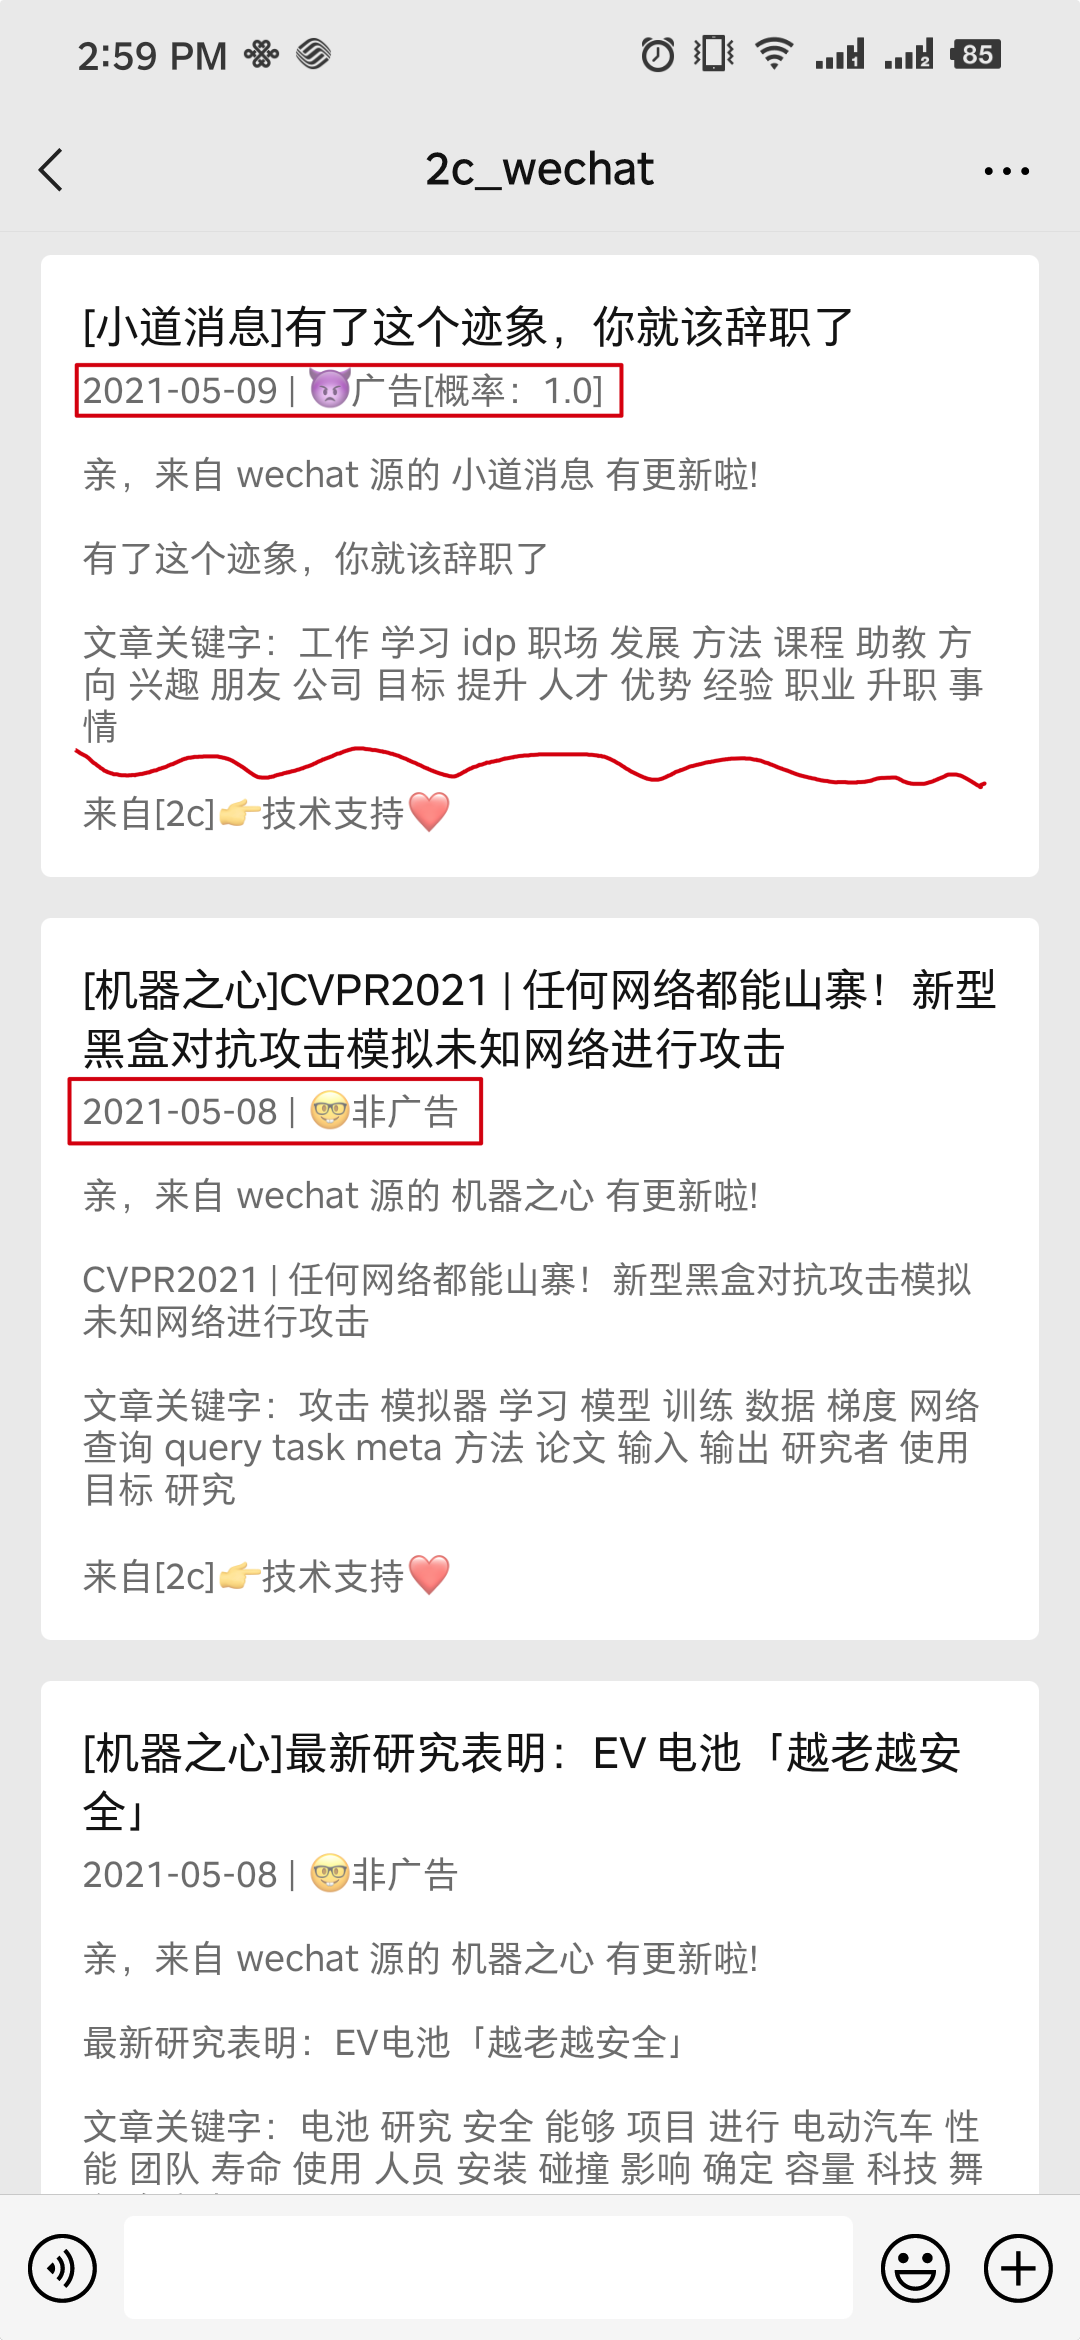 2:59 PM 85
2c_wechat
[小道消息]有了这个迹象，你就该辞职了
2021-05-09 | 👿广告[概率：1.0]
亲，来自 wechat 源的 小道消息 有更新啦!
有了这个迹象，你就该辞职了
文章关键字：工作 学习 idp 职场 发展 方法 课程 助教 方
向 兴趣 朋友 公司 目标 提升 人才 优势 经验 职业 升职 事
情
来自[2c]👉技术支持❤️
[机器之心]CVPR2021 | 任何网络都能山寨！新型
黑盒对抗攻击模拟未知网络进行攻击
2021-05-08 | 🤓非广告
亲，来自 wechat 源的 机器之心 有更新啦!
CVPR2021 | 任何网络都能山寨！新型黑盒对抗攻击模拟
未知网络进行攻击
文章关键字：攻击 模拟器 学习 模型 训练 数据 梯度 网络
查询 query task meta 方法 论文 输入 输出 研究者 使用
目标 研究
来自[2c]👉技术支持❤️
[机器之心]最新研究表明：EV 电池「越老越安
全」
2021-05-08 | 🤓非广告
亲，来自 wechat 源的 机器之心 有更新啦!
最新研究表明：EV电池「越老越安全」
文章关键字：电池 研究 安全 能够 项目 进行 电动汽车 性
能 团队 寿命 使用 人员 安装 碰撞 影响 确定 容量 科技 舞